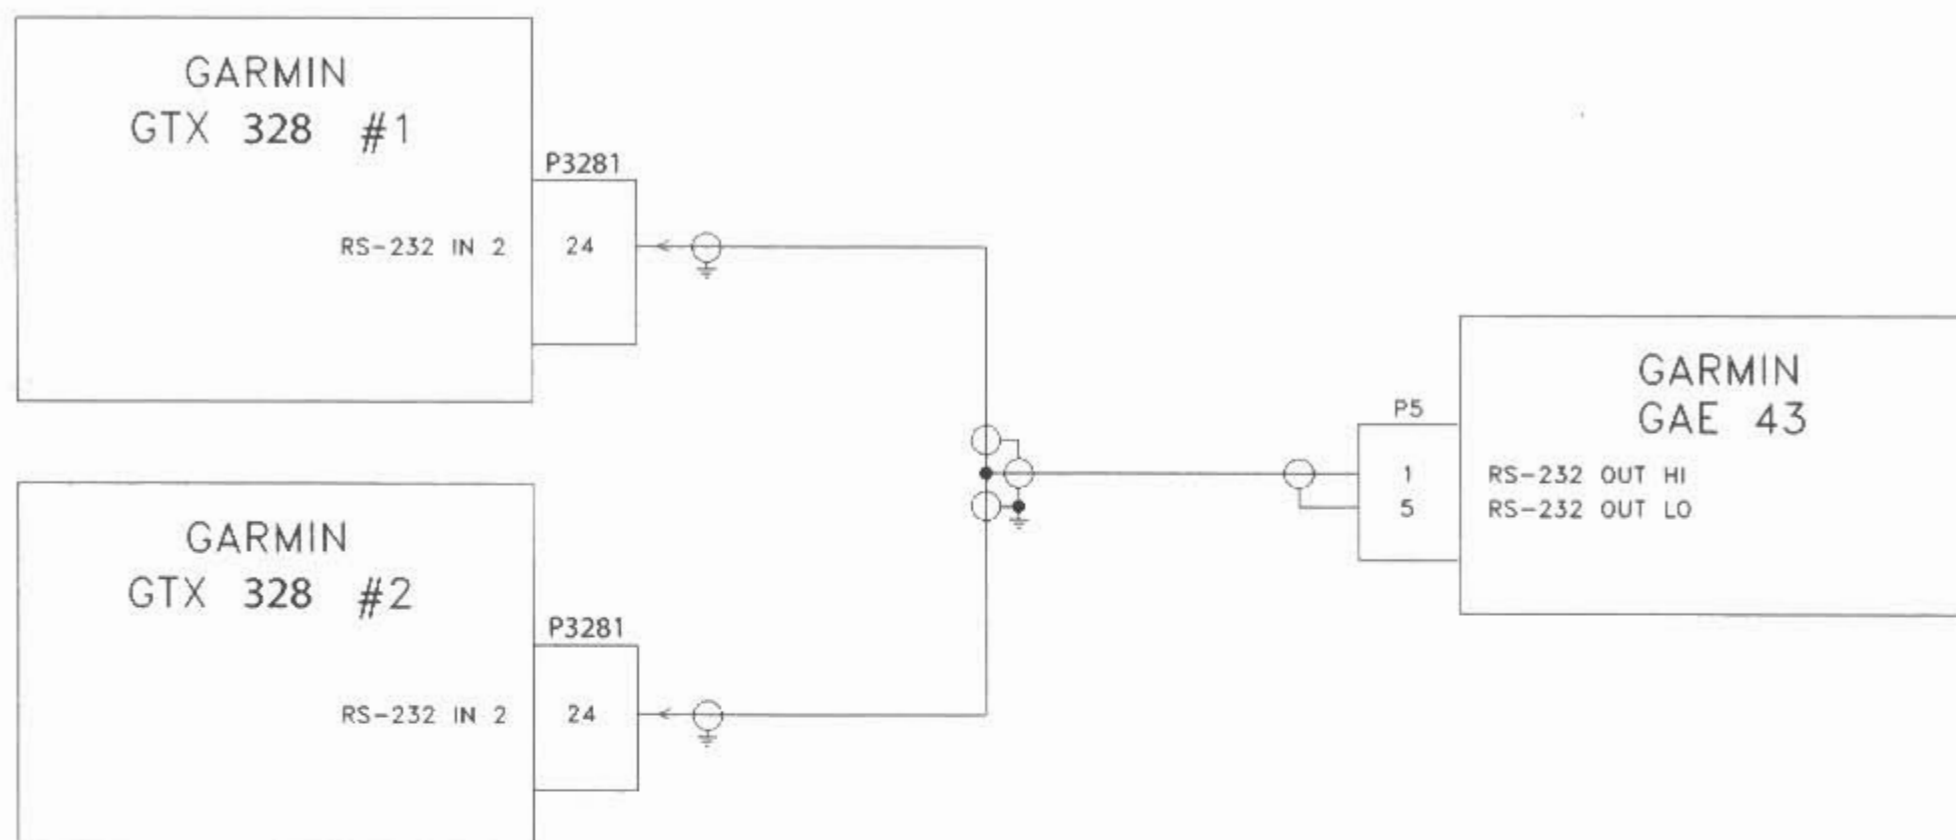 GARMIN
GTX 328 #1
P3281
RS-232 IN 2
24
GARMIN
GAE 43
P5
1
RS-232 OUT HI
5
RS-232 OUT LO
GARMIN
GTX 328 #2
P3281
RS-232 IN 2
24